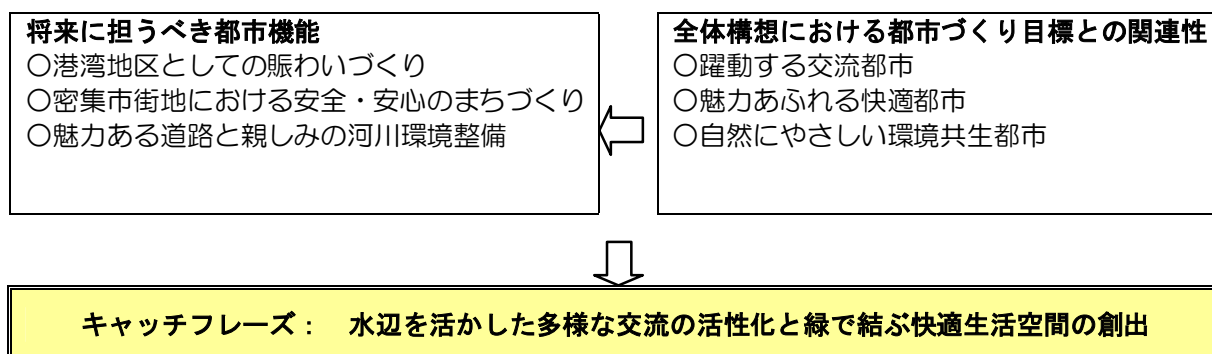 将来に担うべき都市機能
○港湾地区としての賑わいづくり
○密集市街地における安全・安心のまちづくり
○魅力ある道路と親しみの河川環境整備
全体構想における都市づくり目標との関連性
○躍動する交流都市
○魅力あふれる快適都市
○自然にやさしい環境共生都市
キャッチフレーズ： 水辺を活かした多様な交流の活性化と緑で結ぶ快適生活空間の創出